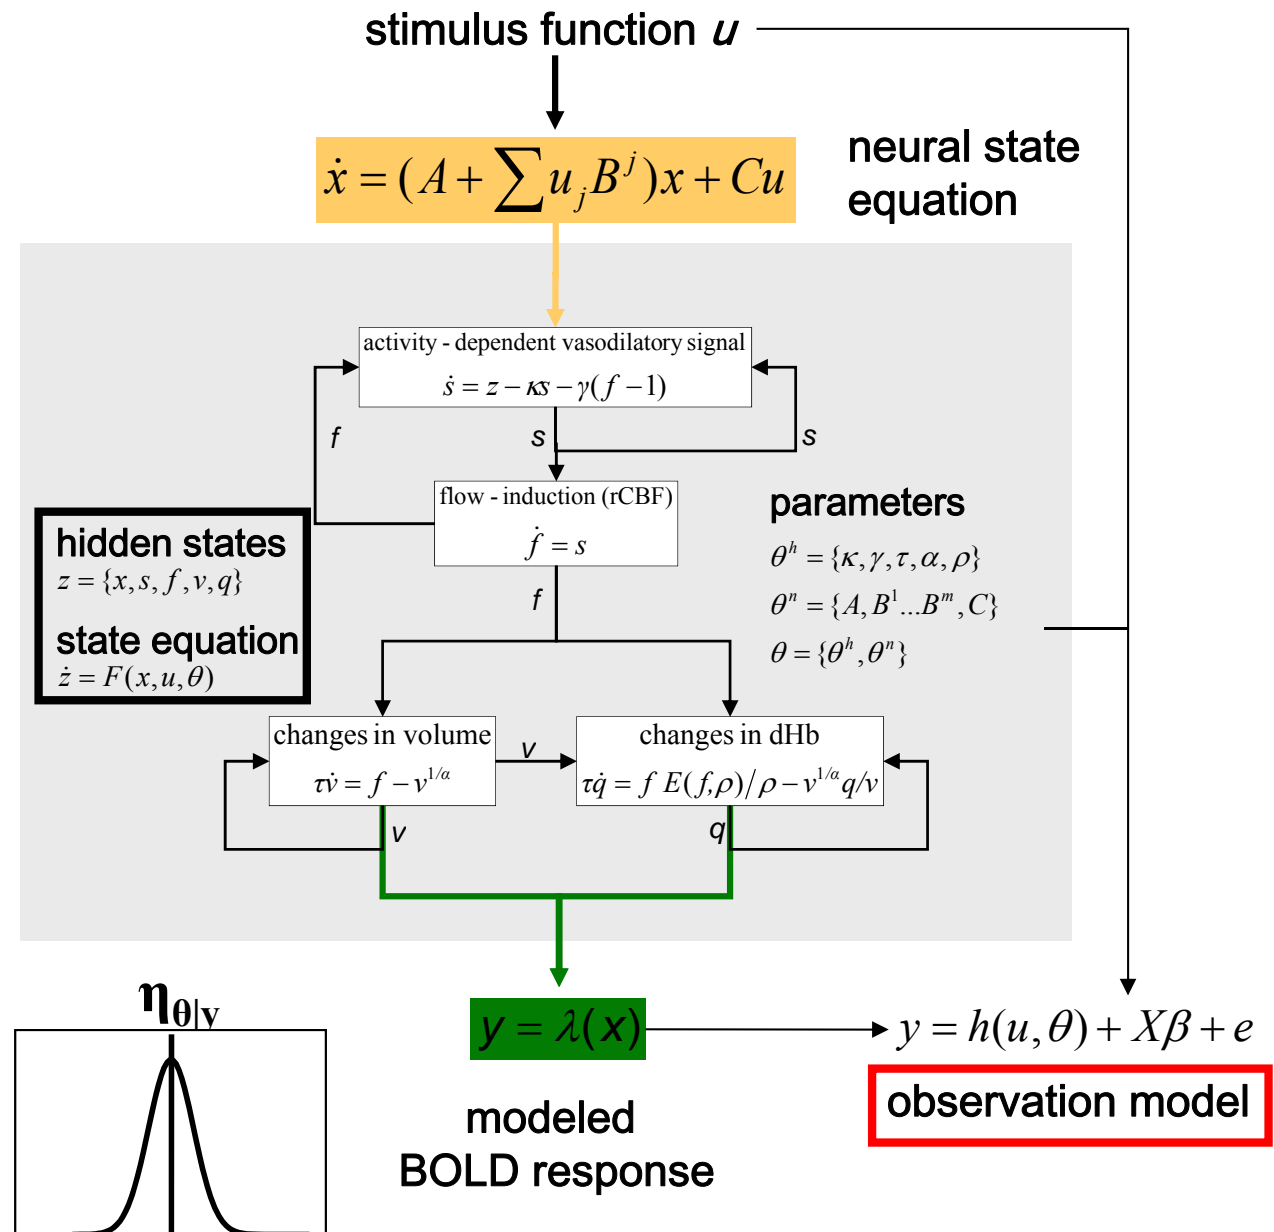 stimulus function u
ẋ = (A + ∑ u_j B^j)x + Cu
neural state
equation
activity - dependent vasodilatory signal
ṡ = z − κs − γ(f − 1)
f
s
s
flow - induction (rCBF)
ḟ = s
hidden states
z = {x, s, f, v, q}
state equation
ż = F(x, u, θ)
parameters
θ^h = {κ, γ, τ, α, ρ}
θ^n = {A, B^1...B^m, C}
θ = {θ^h, θ^n}
f
changes in volume
τv̇ = f − v^{1/α}
v
changes in dHb
τq̇ = f E(f,ρ)/ρ − v^{1/α} q/v
v
q
η_{θ|y}
y = λ(x)
y = h(u, θ) + Xβ + e
observation model
modeled
BOLD response